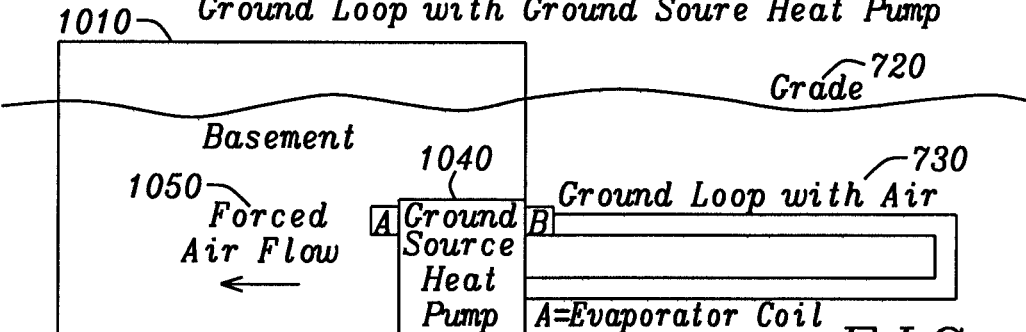 Ground Loop with Ground Soure Heat Pump
1010
720
Grade
Basement
1040
730
1050
Ground Loop with Air
Forced
Air Flow
A
Ground
Source
Heat
Pump
B
A=Evaporator Coil